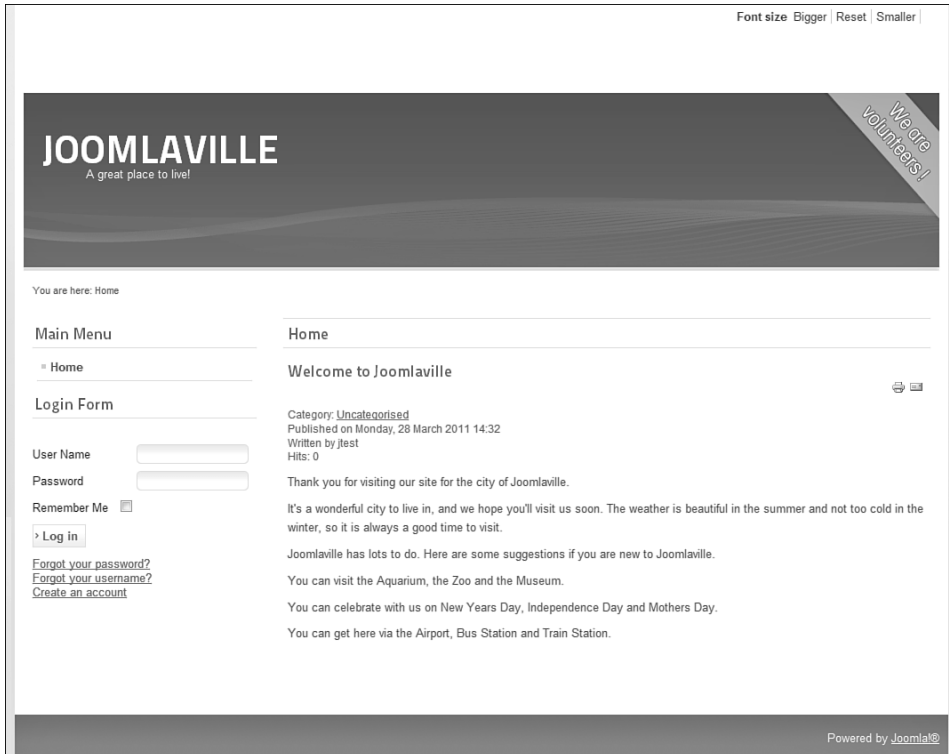 Font size Bigger Reset Smaller
We are
volunteers!
JOOMLAVILLE
A great place to live!
You are here: Home
Main Menu
Home
Login Form
User Name
Password
Remember Me
Log in
Forgot your password?
Forgot your username?
Create an account
Home
Welcome to Joomlaville
Category: Uncategorised
Published on Monday, 28 March 2011 14:32
Written by jtest
Hits: 0
Thank you for visiting our site for the city of Joomlaville.
It's a wonderful city to live in, and we hope you'll visit us soon. The weather is beautiful in the summer and not too cold in the
winter, so it is always a good time to visit.
Joomlaville has lots to do. Here are some suggestions if you are new to Joomlaville.
You can visit the Aquarium, the Zoo and the Museum.
You can celebrate with us on New Years Day, Independence Day and Mothers Day.
You can get here via the Airport, Bus Station and Train Station.
Powered by Joomla!®